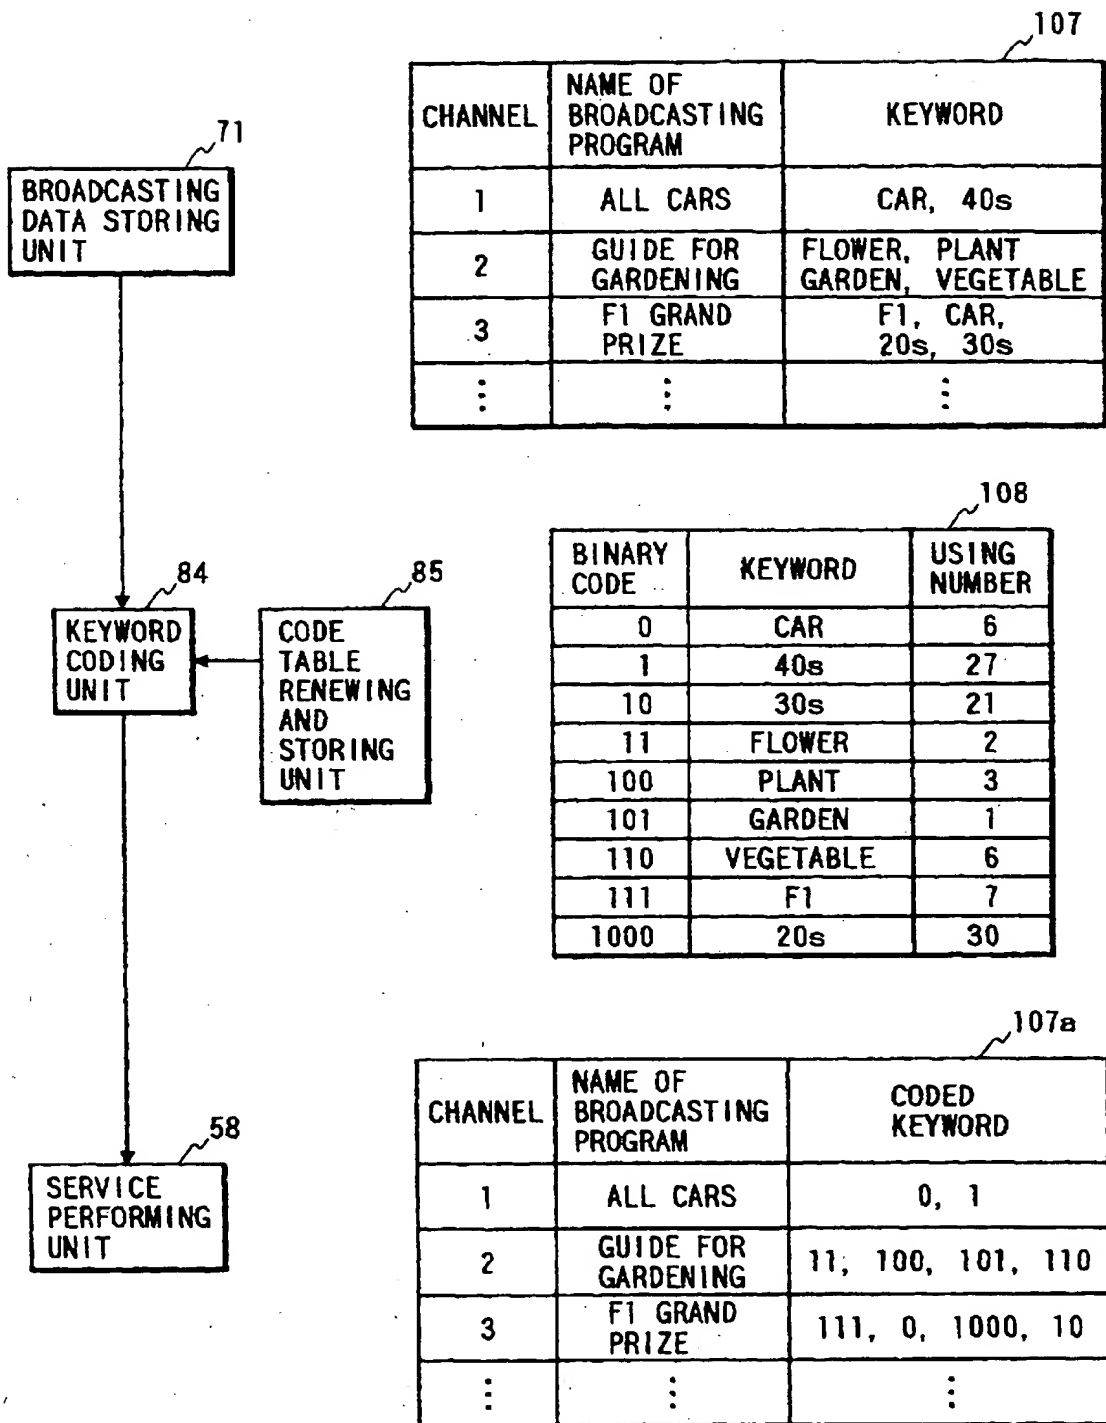 107
CHANNEL
NAME OF
BROADCASTING
PROGRAM
KEYWORD
1
ALL CARS
CAR, 40s
2
GUIDE FOR
GARDENING
FLOWER, PLANT
GARDEN, VEGETABLE
3
F1 GRAND
PRIZE
F1, CAR,
20s, 30s
71
BROADCASTING
DATA STORING
UNIT
84
KEYWORD
CODING
UNIT
85
CODE
TABLE
RENEWING
AND
STORING
UNIT
58
SERVICE
PERFORMING
UNIT
108
BINARY
CODE
KEYWORD
USING
NUMBER
0 CAR 6
1 40s 27
10 30s 21
11 FLOWER 2
100 PLANT 3
101 GARDEN 1
110 VEGETABLE 6
111 F1 7
1000 20s 30
107a
CHANNEL
NAME OF
BROADCASTING
PROGRAM
CODED
KEYWORD
1
ALL CARS
0, 1
2
GUIDE FOR
GARDENING
11, 100, 101, 110
3
F1 GRAND
PRIZE
111, 0, 1000, 10